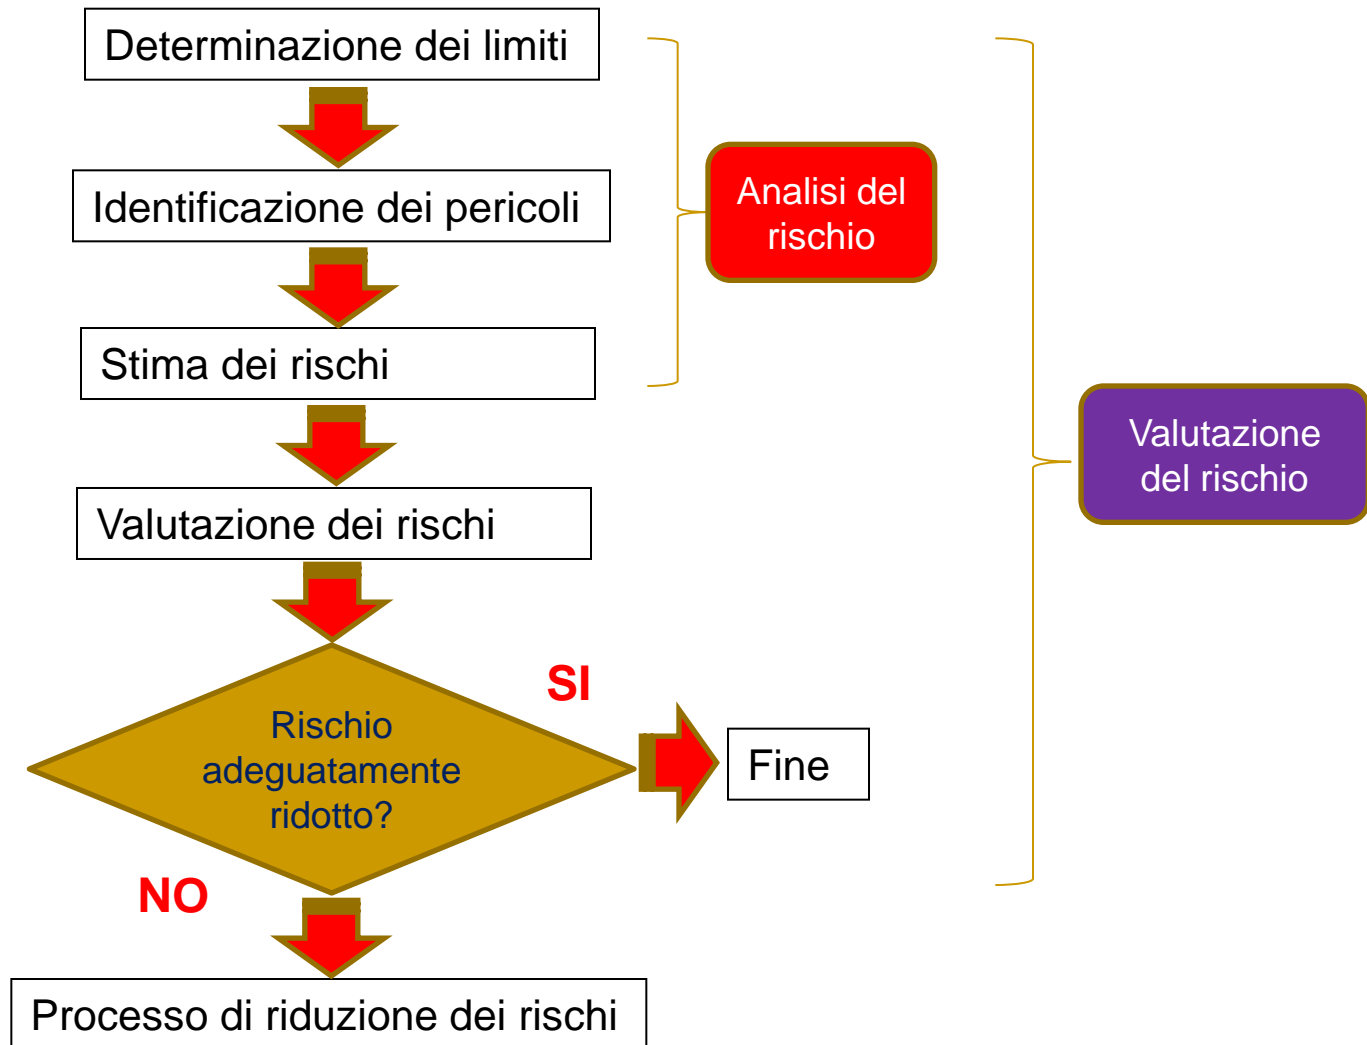 Determinazione dei limiti
Identificazione dei pericoli
Analisi del
rischio
Stima dei rischi
Valutazione
del rischio
Valutazione dei rischi
SI
Rischio
adeguatamente
ridotto?
Fine
NO
Processo di riduzione dei rischi